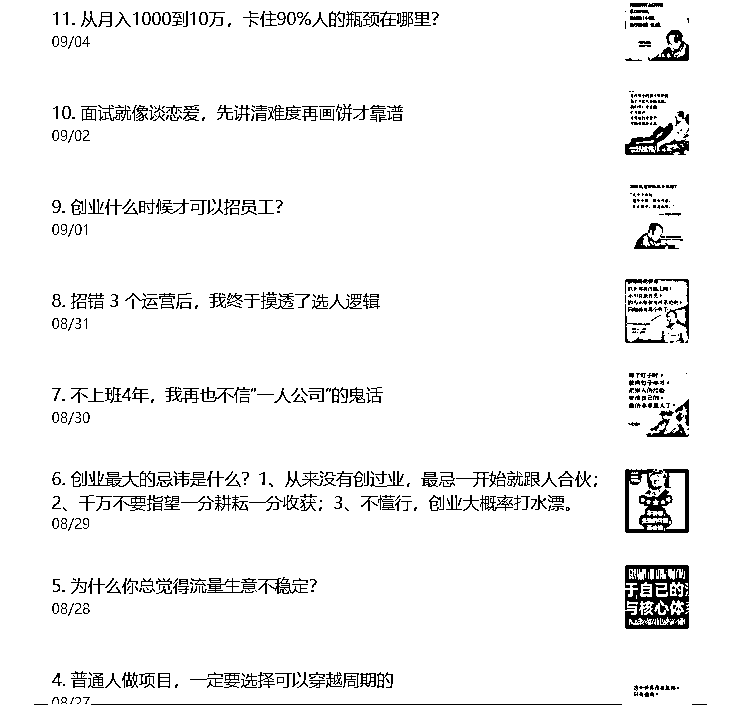 11. 从月入1000到10万，卡住90%人的瓶颈在哪里？
09/04
10. 面试就像谈恋爱，先讲清难度再画饼才靠谱
09/02
9. 创业什么时候才可以招员工？
09/01
8. 招错 3 个运营后，我终于摸透了选人逻辑
08/31
7. 不上班4年，我再也不信"一人公司"的鬼话
08/30
6. 创业最大的忌讳是什么？1、从来没有创过业，最忌一开始就跟人合伙；
2、千万不要指望一分耕耘一分收获；3、不懂行，创业大概率打水漂。
08/29
5. 为什么你总觉得流量生意不稳定？
08/28
于自己的
与核心体
4. 普通人做项目，一定要选择可以穿越周期的
08/27